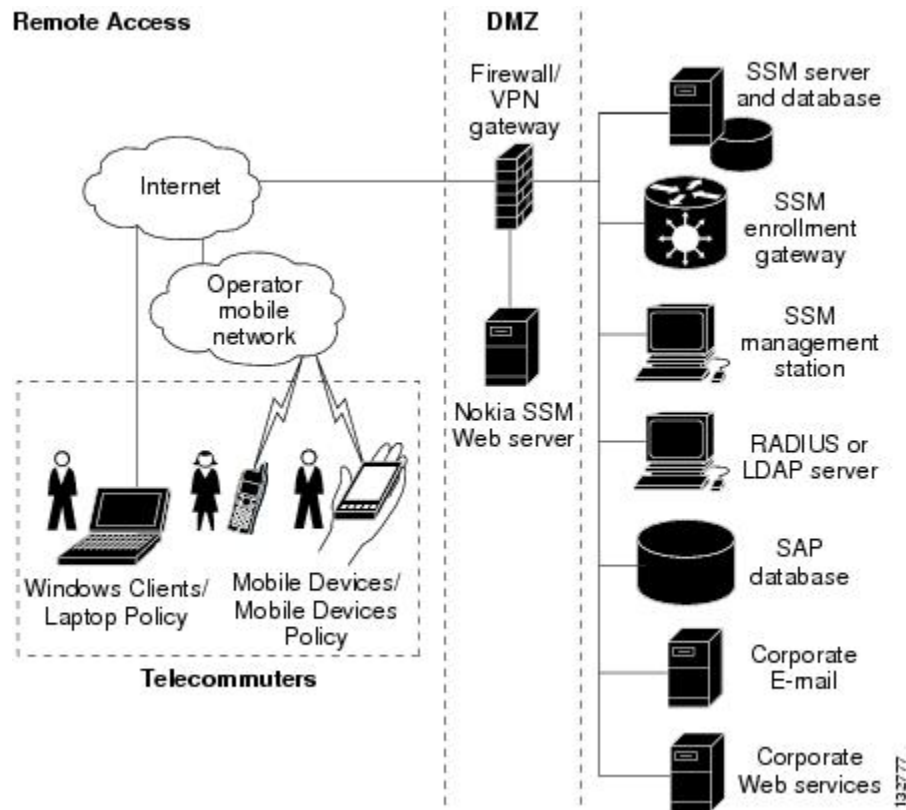 Remote Access
DMZ
Firewall/
VPN
gateway
SSM server
and database
Internet
SSM
enrollment
gateway
Operator
mobile
network
SSM
management
station
Nokia SSM
Web server
RADIUS or
LDAP server
SAP
database
Windows Clients/
Laptop Policy
Mobile Devices/
Mobile Devices
Policy
Telecommuters
Corporate
E-mail
Corporate
Web services
132777